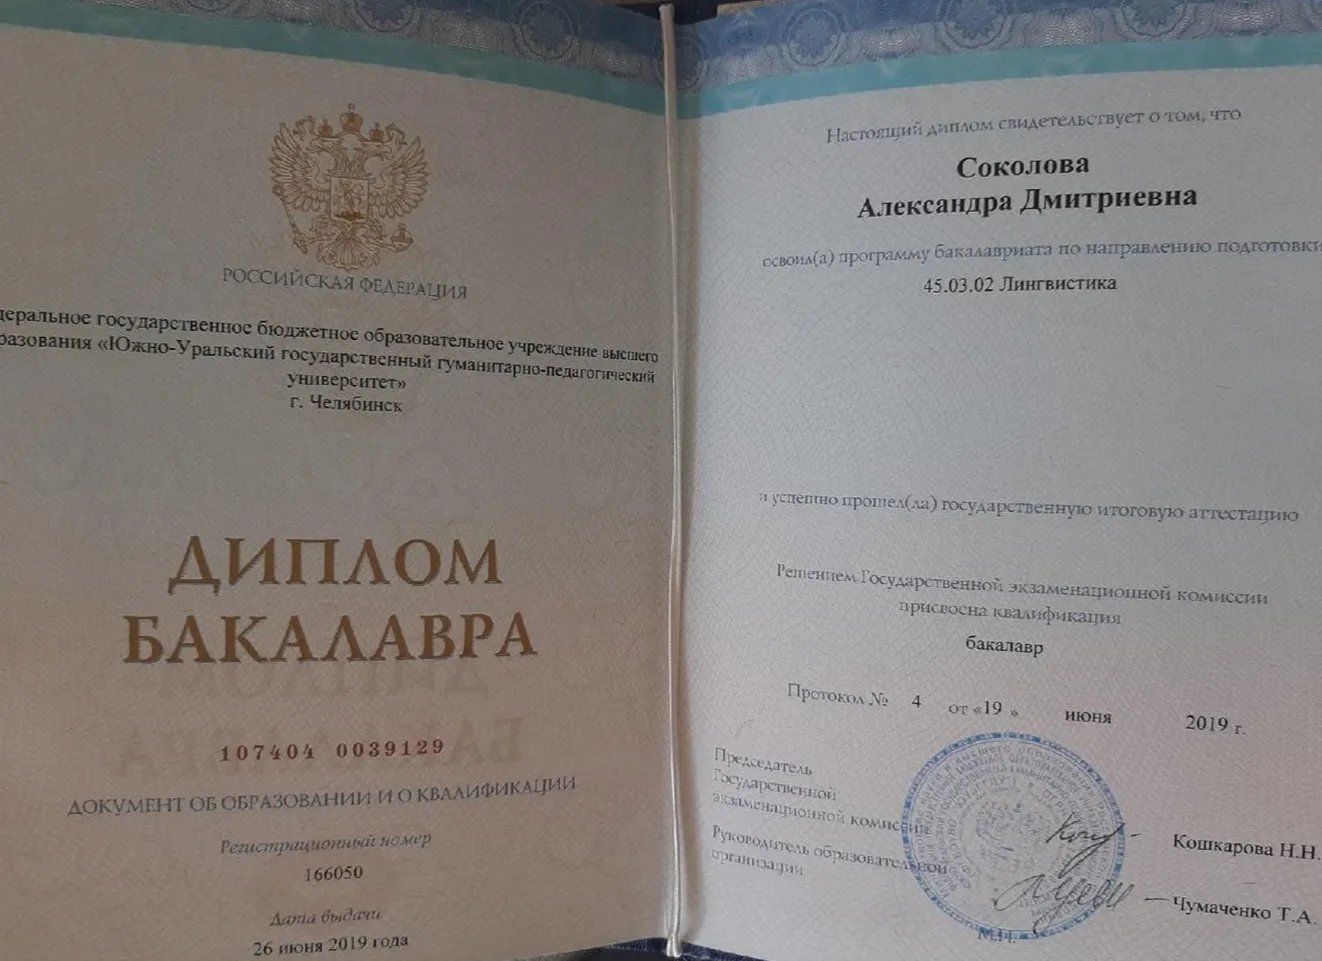 РОССИЙСКАЯ ФЕДЕРАЦИЯ
деральное государственное бюджетное образовательное учреждение высшего
разования «Южно-Уральский государственный гуманитарно-педагогический
университет»
г. Челябинск
ДИПЛОМ
БАКАЛАВРА
107404 0039129
ДОКУМЕНТ ОБ ОБРАЗОВАНИИ И О КВАЛИФИКАЦИИ
Регистрационный номер
166050
Дата выдачи
26 июня 2019 года
Настоящий диплом свидетельствует о том, что
Соколова
Александра Дмитриевна
освоил(а) программу бакалавриата по направлению подготовки
45.03.02 Лингвистика
и успешно прошел(ла) государственную итоговую аттестацию
Решением Государственной экзаменационной комиссии
присвоена квалификация
бакалавр
Протокол № 4 от «19 » июня 2019 г.
Председатель
Государственной
экзаменационной комиссии
Кошкарова Н.Н.
Руководитель образовательной
организации
Чумаченко Т.А.
М.П.